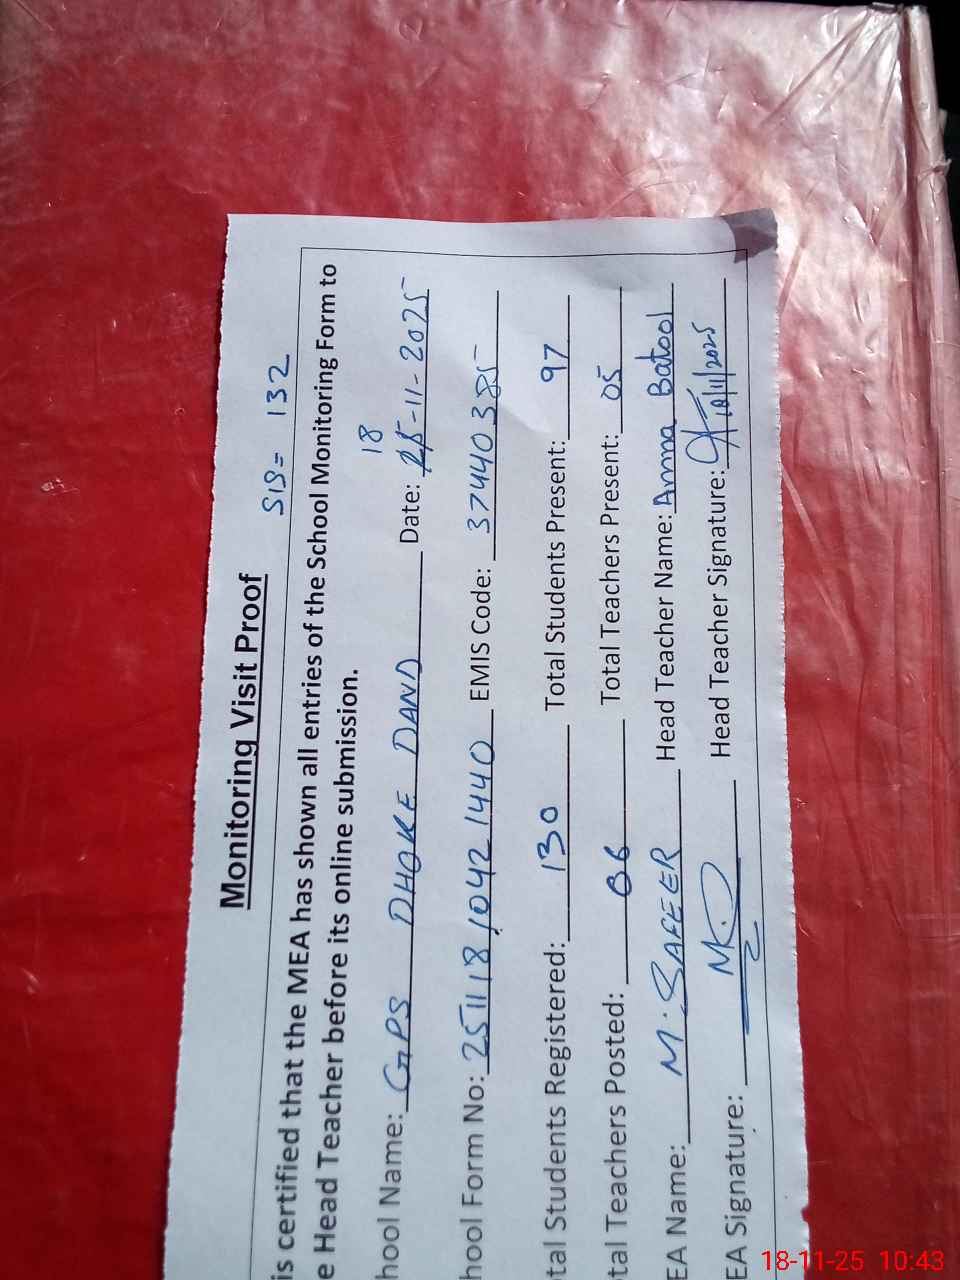 Monitoring Visit Proof
SIS = 132
is certified that the MEA has shown all entries of the School Monitoring Form to
e Head Teacher before its online submission.
18
hool Name: GPS DHOKE DAND Date: 25-11-2025
hool Form No: 25111810421440 EMIS Code: 37440385
tal Students Registered: 130 Total Students Present: 97
tal Teachers Posted: 06 Total Teachers Present: 05
EA Name: M. SAFEER Head Teacher Name: Amna Batool
EA Signature: Head Teacher Signature: 18/11/2025
18-11-25 10:43